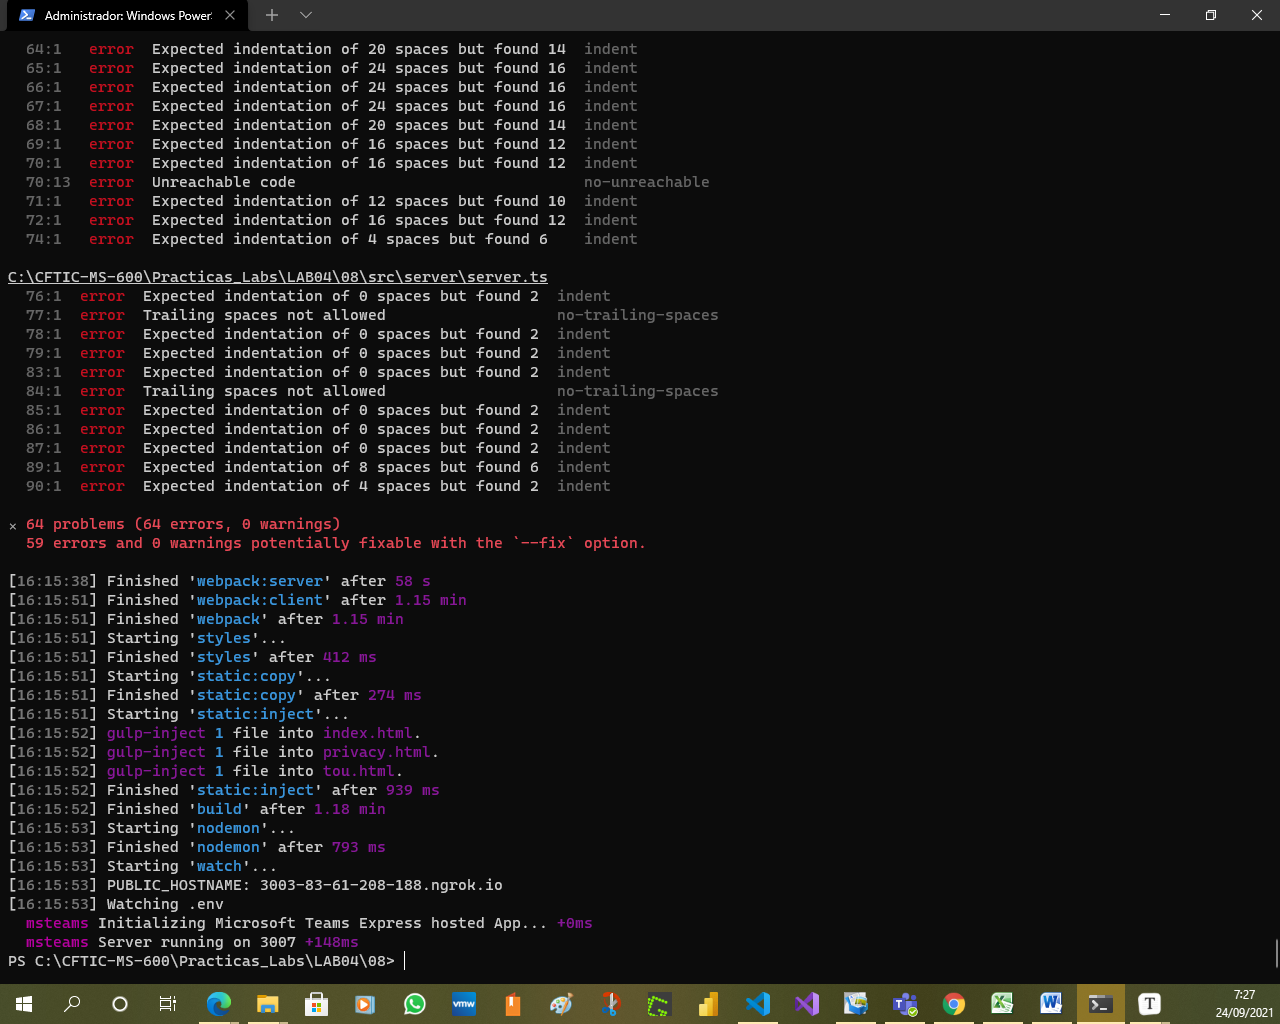 Administrador: Windows Power
64:1 error Expected indentation of 20 spaces but found 14 indent
65:1 error Expected indentation of 24 spaces but found 16 indent
66:1 error Expected indentation of 24 spaces but found 16 indent
67:1 error Expected indentation of 24 spaces but found 16 indent
68:1 error Expected indentation of 20 spaces but found 14 indent
69:1 error Expected indentation of 16 spaces but found 12 indent
70:1 error Expected indentation of 16 spaces but found 12 indent
70:13 error Unreachable code no-unreachable
71:1 error Expected indentation of 12 spaces but found 10 indent
72:1 error Expected indentation of 16 spaces but found 12 indent
74:1 error Expected indentation of 4 spaces but found 6 indent
C:\CFTIC-MS-600\Practicas_Labs\LAB04\08\src\server\server.ts
76:1 error Expected indentation of 0 spaces but found 2 indent
77:1 error Trailing spaces not allowed no-trailing-spaces
78:1 error Expected indentation of 0 spaces but found 2 indent
79:1 error Expected indentation of 0 spaces but found 2 indent
83:1 error Expected indentation of 0 spaces but found 2 indent
84:1 error Trailing spaces not allowed no-trailing-spaces
85:1 error Expected indentation of 0 spaces but found 2 indent
86:1 error Expected indentation of 0 spaces but found 2 indent
87:1 error Expected indentation of 0 spaces but found 2 indent
89:1 error Expected indentation of 8 spaces but found 6 indent
90:1 error Expected indentation of 4 spaces but found 2 indent
× 64 problems (64 errors, 0 warnings)
59 errors and 0 warnings potentially fixable with the `--fix` option.
[16:15:38] Finished 'webpack:server' after 58 s
[16:15:51] Finished 'webpack:client' after 1.15 min
[16:15:51] Finished 'webpack' after 1.15 min
[16:15:51] Starting 'styles'...
[16:15:51] Finished 'styles' after 412 ms
[16:15:51] Starting 'static:copy'...
[16:15:51] Finished 'static:copy' after 274 ms
[16:15:51] Starting 'static:inject'...
[16:15:52] gulp-inject 1 file into index.html.
[16:15:52] gulp-inject 1 file into privacy.html.
[16:15:52] gulp-inject 1 file into tou.html.
[16:15:52] Finished 'static:inject' after 939 ms
[16:15:52] Finished 'build' after 1.18 min
[16:15:53] Starting 'nodemon'...
[16:15:53] Finished 'nodemon' after 793 ms
[16:15:53] Starting 'watch'...
[16:15:53] PUBLIC_HOSTNAME: 3003-83-61-208-188.ngrok.io
[16:15:53] Watching .env
msteams Initializing Microsoft Teams Express hosted App... +0ms
msteams Server running on 3007 +148ms
PS C:\CFTIC-MS-600\Practicas_Labs\LAB04\08>
vmw
T
7:27
24/09/2021